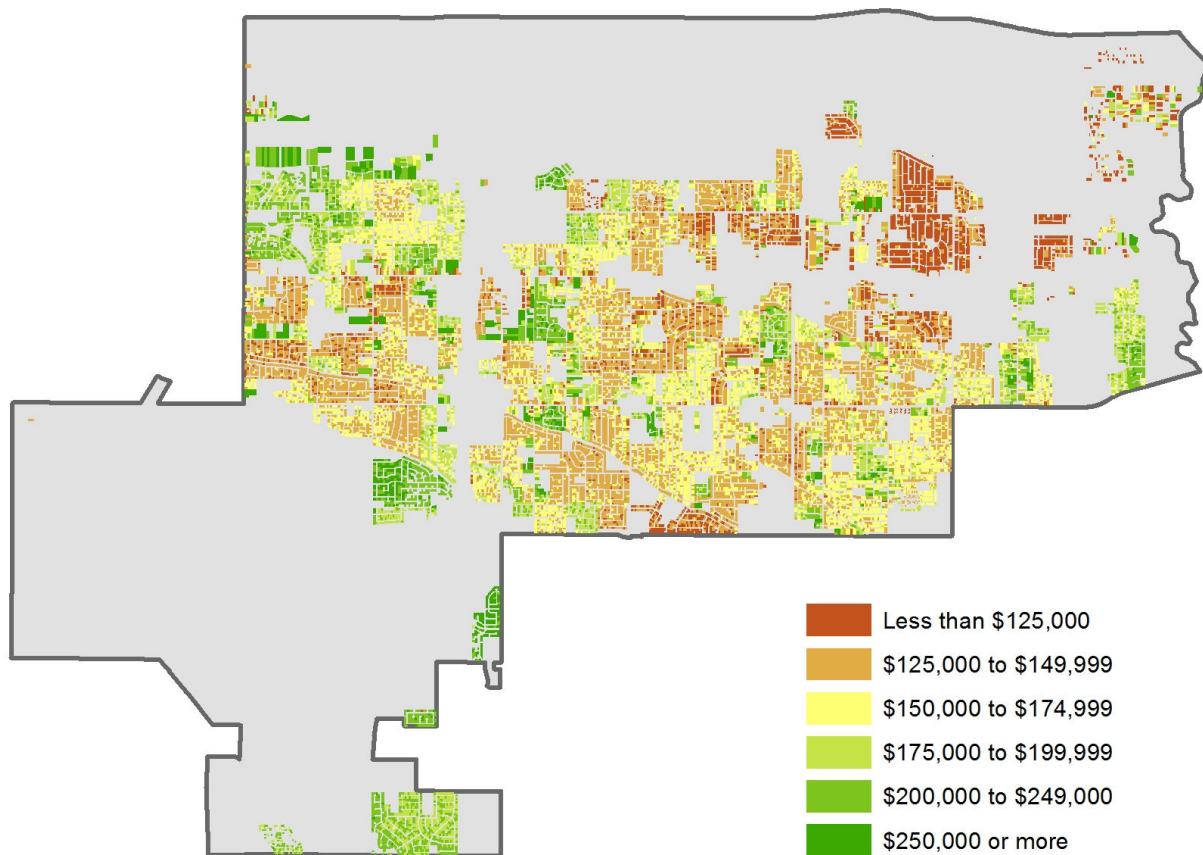 Less than $125,000
$125,000 to $149,999
$150,000 to $174,999
$175,000 to $199,999
$200,000 to $249,000
$250,000 or more